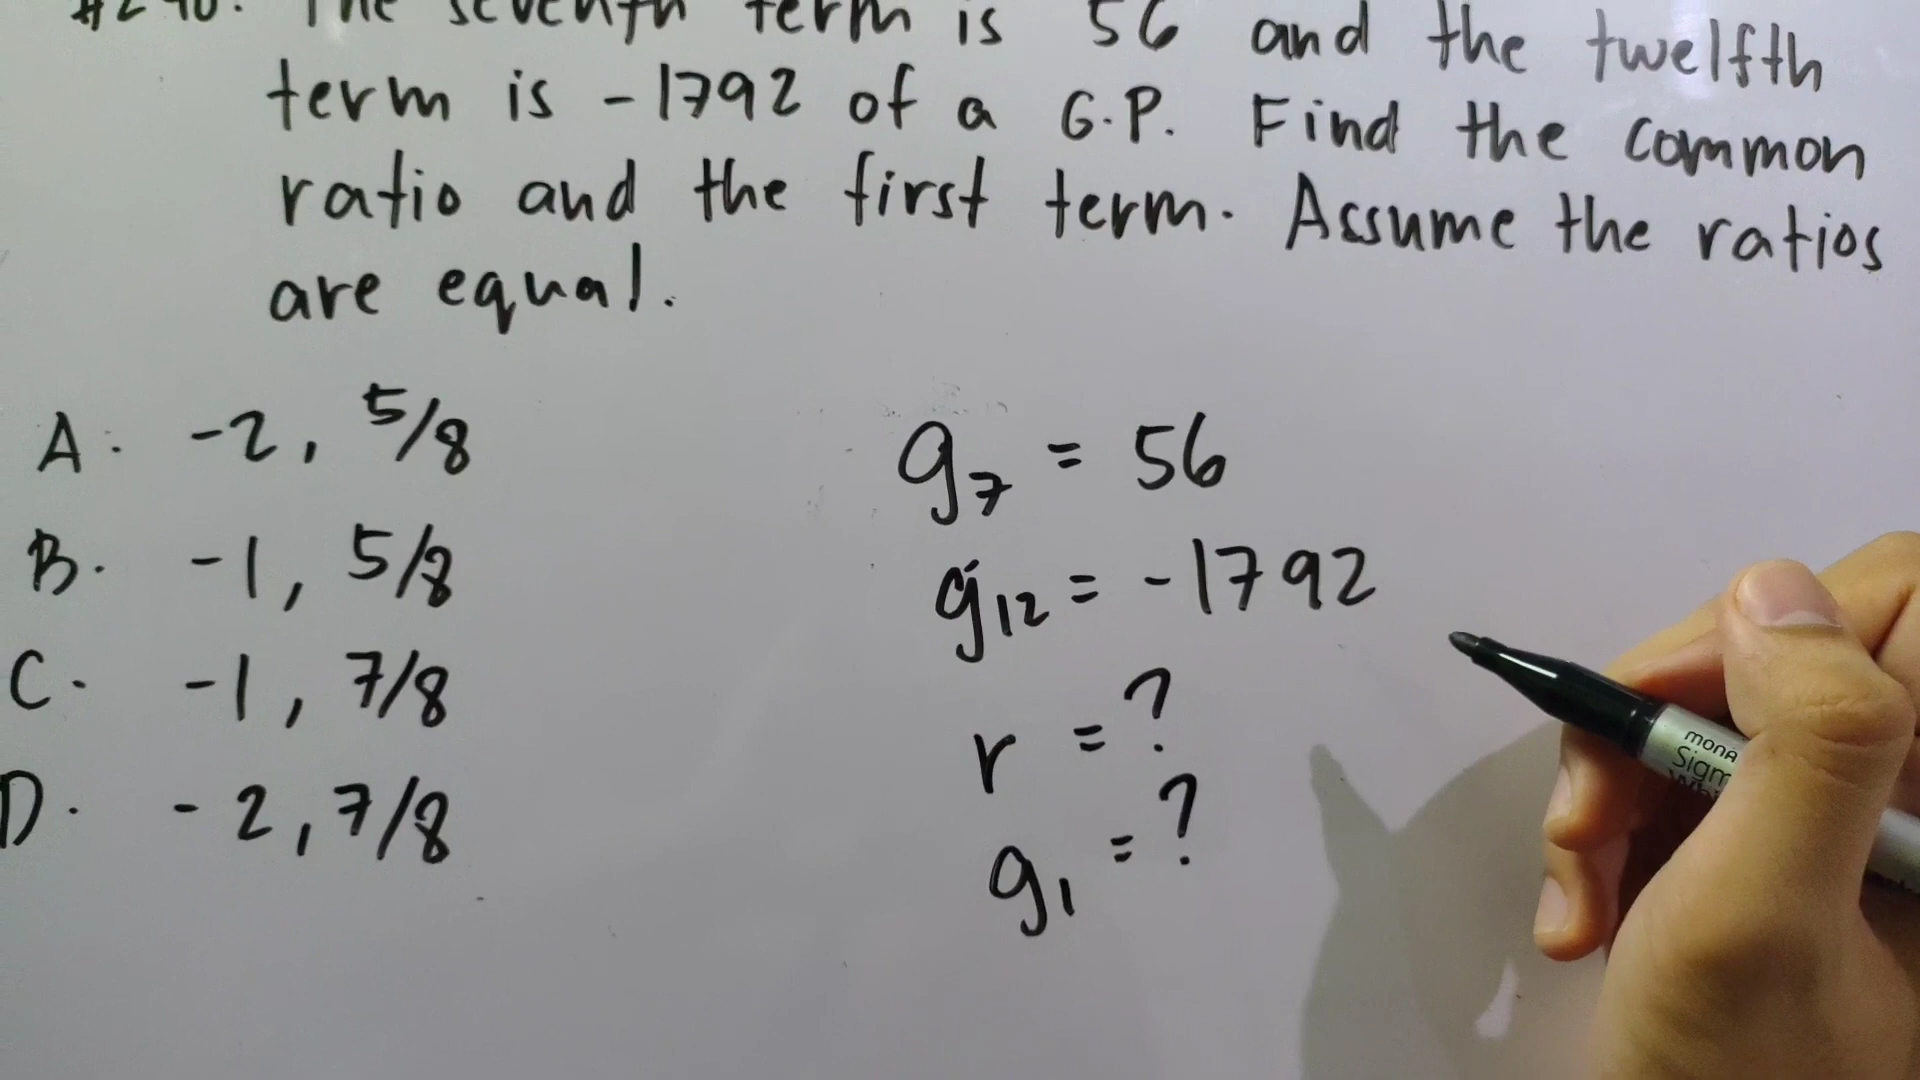 The seventh term is 56 and the twelfth
term is -1792 of a G.P. Find the common
ratio and the first term. Assume the ratios
are equal.
A. -2, 5/8
B. -1, 5/8
C. -1, 7/8
D. -2, 7/8
g7 = 56
g12 = -1792
r = ?
g1 = ?
mona